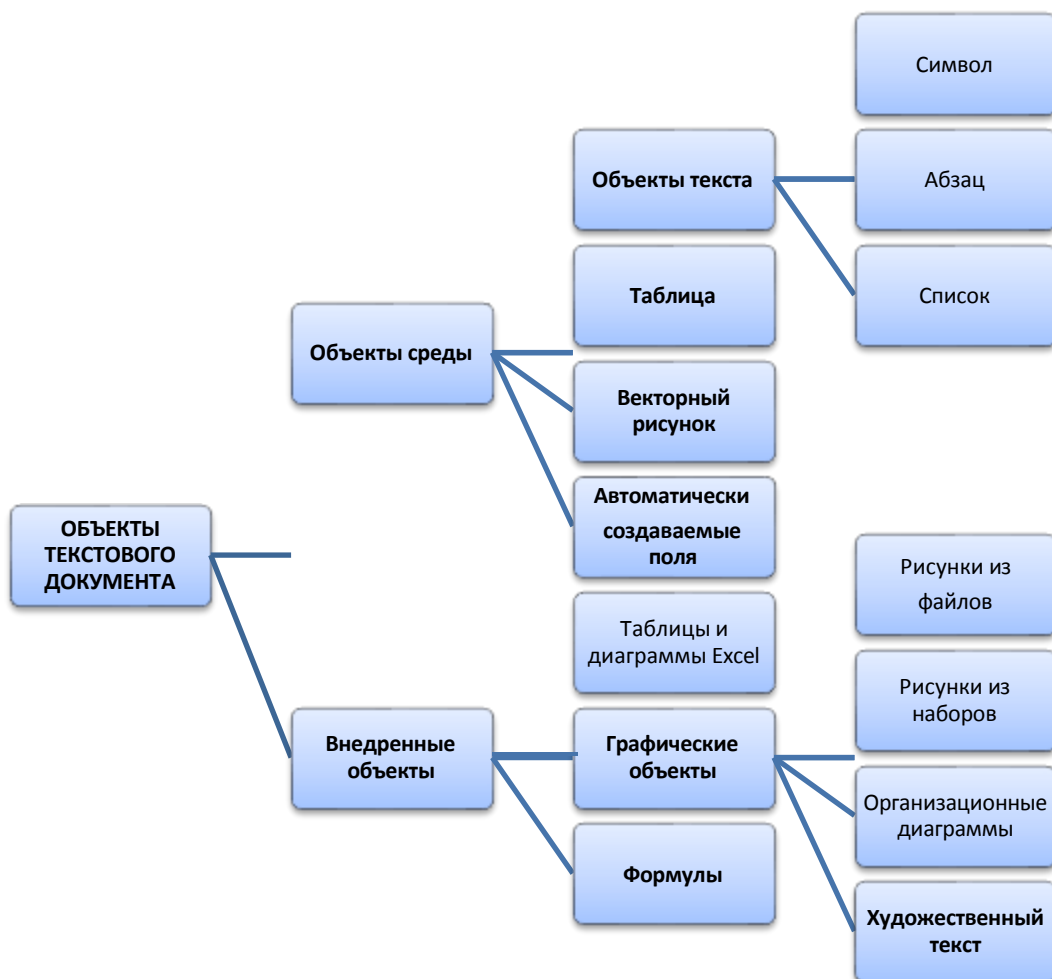 Символ
Объекты текста
Абзац
Таблица
Список
Объекты среды
Векторный
рисунок
Автоматически
создаваемые
поля
ОБЪЕКТЫ
ТЕКСТОВОГО
ДОКУМЕНТА
Рисунки из
файлов
Таблицы и
диаграммы Excel
Рисунки из
наборов
Внедренные
объекты
Графические
объекты
Организационные
диаграммы
Формулы
Художественный
текст